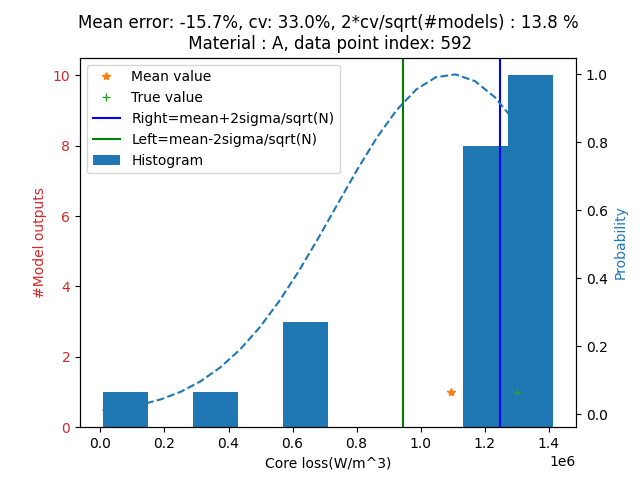 Mean error: -15.7%, cv: 33.0%, 2*cv/sqrt(#models) : 13.8 %
Material : A, data point index: 592
Mean value
True value
Right=mean+2sigma/sqrt(N)
Left=mean-2sigma/sqrt(N)
Histogram
#Model outputs
10
8
6
4
2
0
Probability
1.0
0.8
0.6
0.4
0.2
0.0
0.0 0.2 0.4 0.6 0.8 1.0 1.2 1.4
1e6
Core loss(W/m^3)